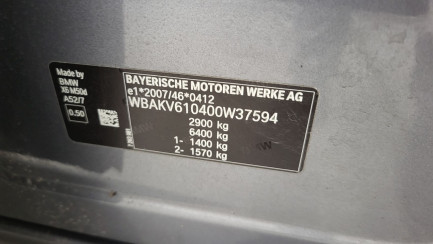 Made by
BMW
X6 M50d
A52/7
0.50
BAYERISCHE MOTOREN WERKE AG
e1*2007/46*0412
WBAKV610400W37594
2900 kg
6400 kg
1- 1400 kg
2- 1570 kg